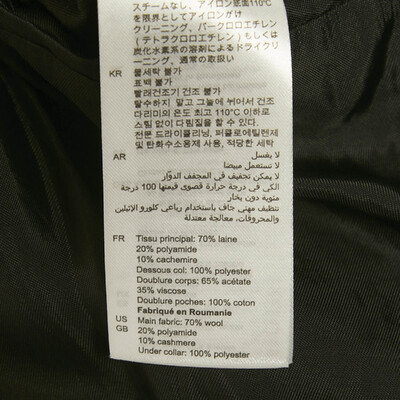 スチームなし、アイロン底面110℃
を限界としてアイロンがけ
クリーニング、パークロロエチレン
(テトラクロロエチレン)もしくは
炭化水素系の溶剤によるドライクリ
ーニング、通常の取扱い
KR 물세탁 불가
표백 불가
빨래건조기 건조 불가
탈수하지 말고 그늘에 뉘어서 건조
다리미의 온도 최고 110°C 이하로
스팀 없이 다림질을 할 수 있다.
전문 드라이클리닝, 퍼클로에틸렌제
및 탄화수소용제 사용, 적당한 세탁
AR لا يغسل
لا تستعمل مبيضا
لا يمكن تجفيف في المجفف الدوّار
الكي في درجة حرارة قصوى قيمتها 100 درجة
مئوية دون بخار
تنظيف مهني جاف باستخدام رباعي كلورو الإثيلين
والمحروقات، معالجة معتدلة
FR Tissu principal: 70% laine
20% polyamide
10% cachemire
Dessous col: 100% polyester
Doublure corps: 65% acétate
35% viscose
Doublure poches: 100% coton
Fabriqué en Roumanie
US Main fabric: 70% wool
GB 20% polyamide
10% cashmere
Under collar: 100% polyester